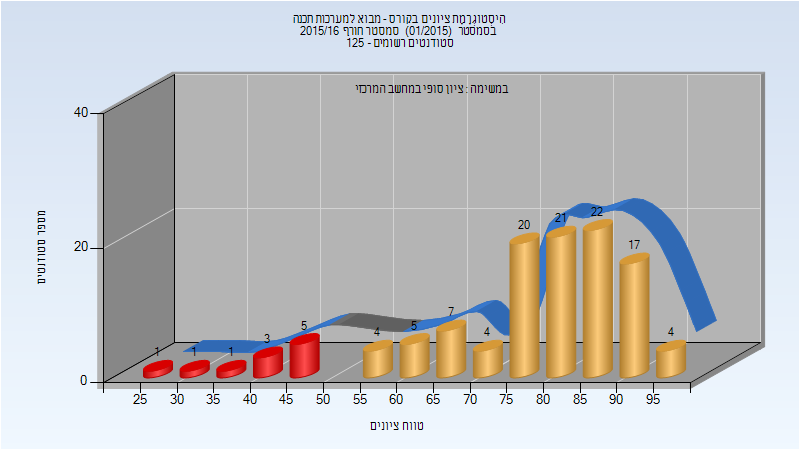 היסטוגרמת ציונים בקורס - מבוא למערכות תכנה
בסמסטר (01/2015) סמסטר חורף 2015/16
סטודנטים רשומים - 125
במשימה : ציון סופי במחשב המרכזי
מספר סטודנטים
40
20
0
1 1 1 3 5 4 5 7 4 20 21 22 17 4
25 30 35 40 45 50 55 60 65 70 75 80 85 90 95
טווח ציונים